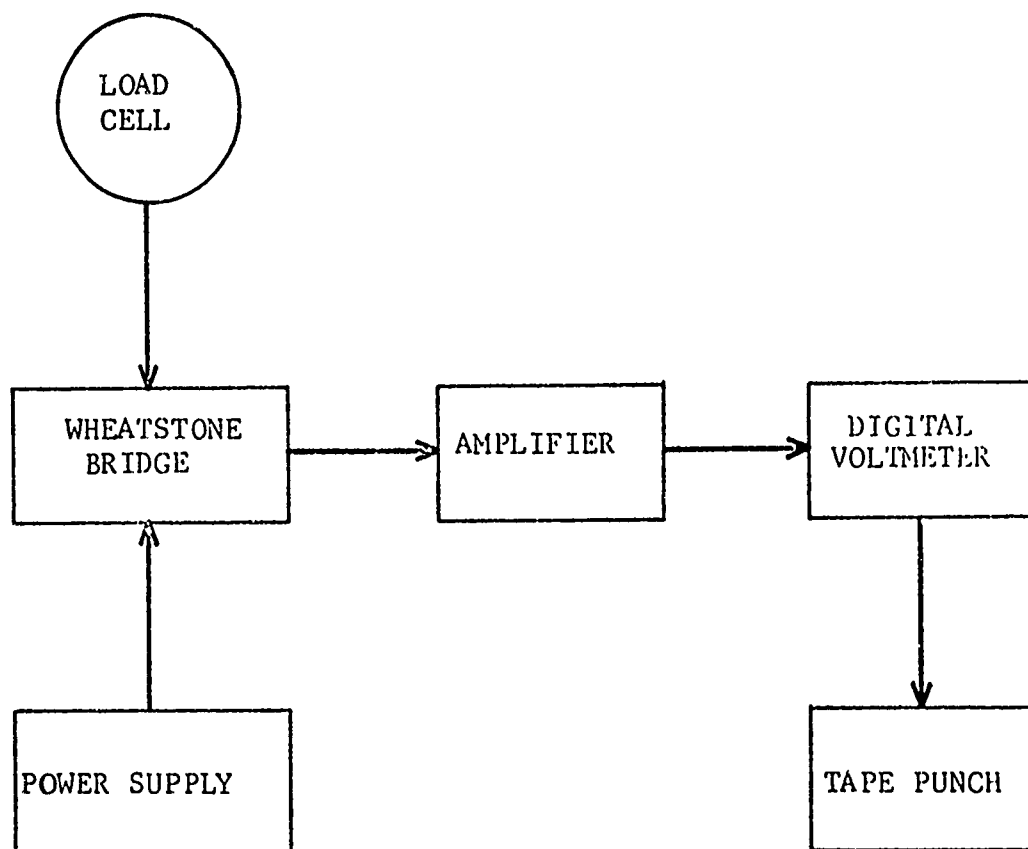 LOAD
CELL
WHEATSTONE
BRIDGE
AMPLIFIER
DIGITAL
VOLTMETER
POWER SUPPLY
TAPE PUNCH